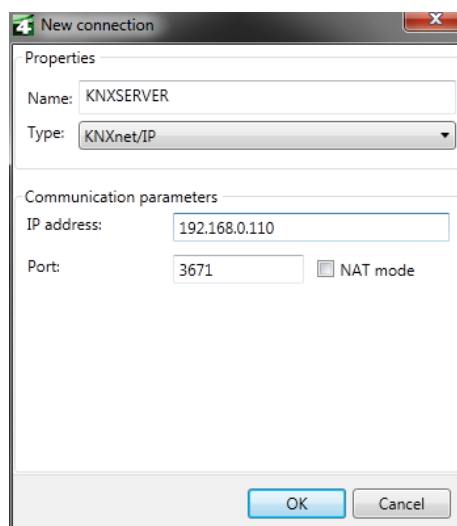 4 New connection
Properties
Name: KNXSERVER
Type: KNXnet/IP
Communication parameters
IP address: 192.168.0.110
Port: 3671 NAT mode
OK Cancel